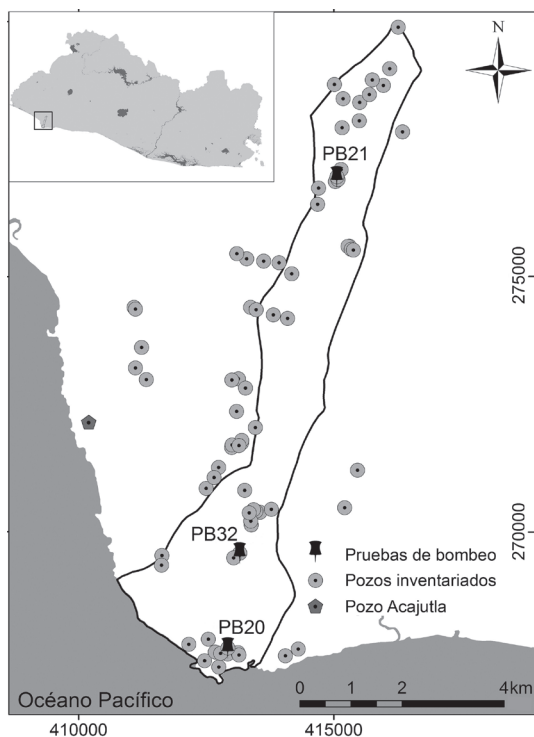 N
PB21
275000
PB32
270000
Pruebas de bombeo
Pozos inventariados
Pozo Acajutla
PB20
Océano Pacífico
0 1 2 4km
410000 415000